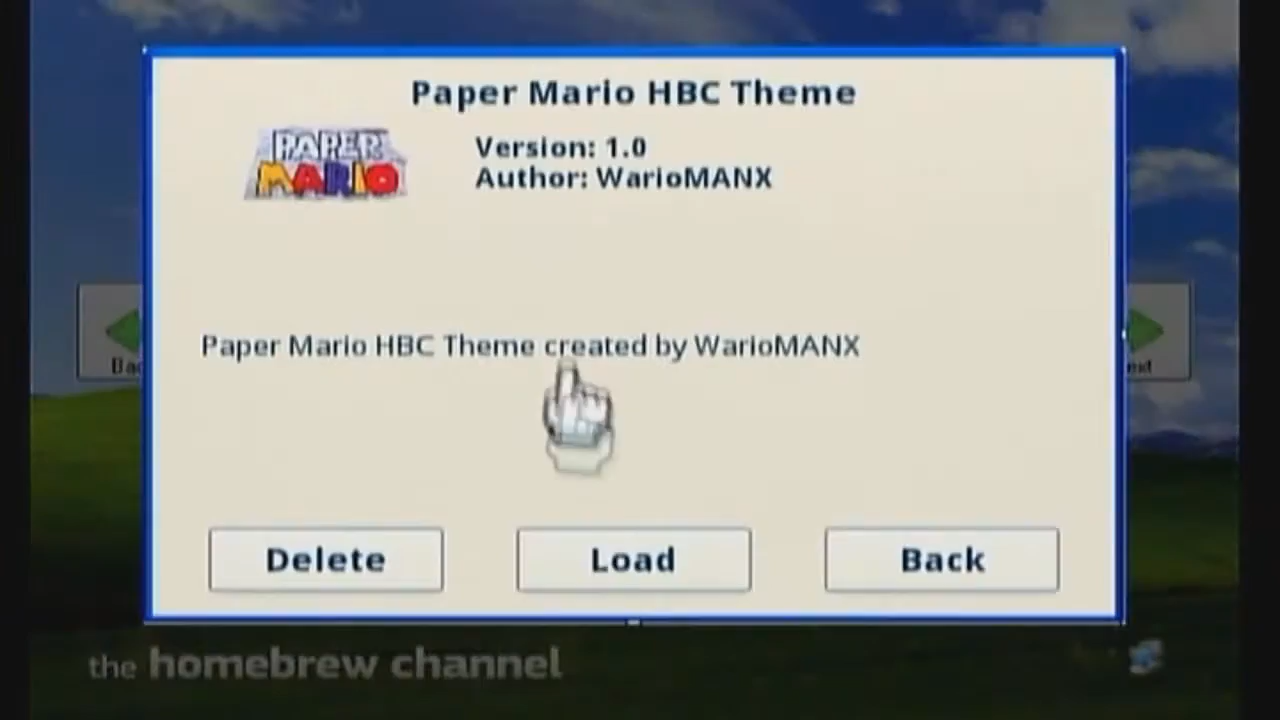 Paper Mario HBC Theme
PAPER
MARIO
Version: 1.0
Author: WarioMANX
Paper Mario HBC Theme created by WarioMANX
Delete
Load
Back
the homebrew channel